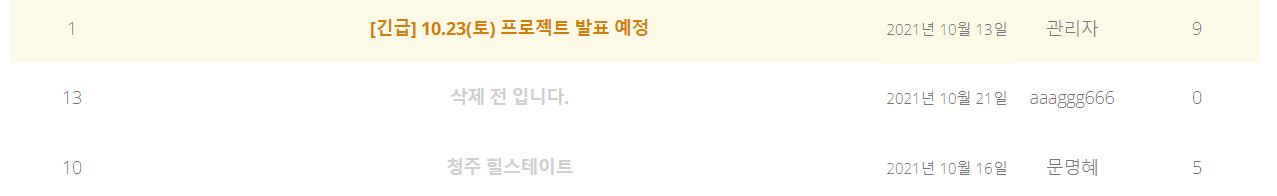 1 [긴급] 10.23(토) 프로젝트 발표 예정 2021년 10월 13일 관리자 9
13 삭제 전 입니다. 2021년 10월 21일 aaaggg666 0
10 청주 힐스테이트 2021년 10월 16일 문명혜 5